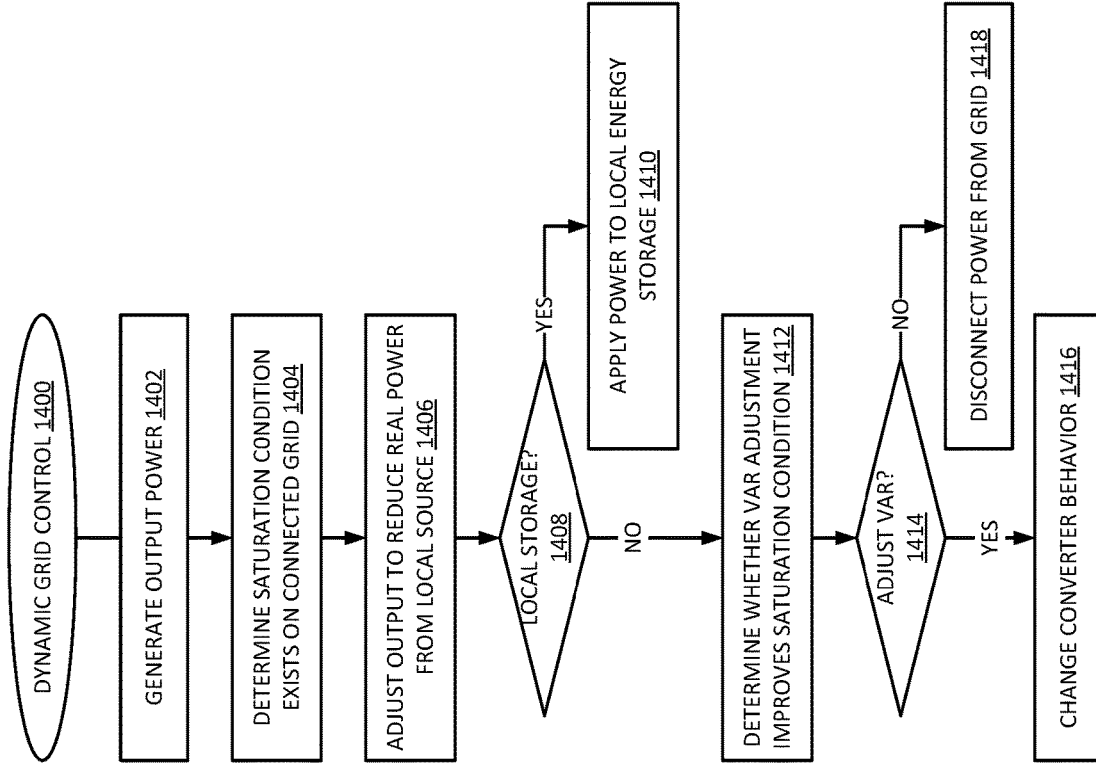 DYNAMIC GRID CONTROL 1400
GENERATE OUTPUT POWER 1402
DETERMINE SATURATION CONDITION
EXISTS ON CONNECTED GRID 1404
ADJUST OUTPUT TO REDUCE REAL POWER
FROM LOCAL SOURCE 1406
LOCAL STORAGE?
1408
YES
APPLY POWER TO LOCAL ENERGY
STORAGE 1410
NO
DETERMINE WHETHER VAR ADJUSTMENT
IMPROVES SATURATION CONDITION 1412
ADJUST VAR?
1414
NO
DISCONNECT POWER FROM GRID 1418
YES
CHANGE CONVERTER BEHAVIOR 1416